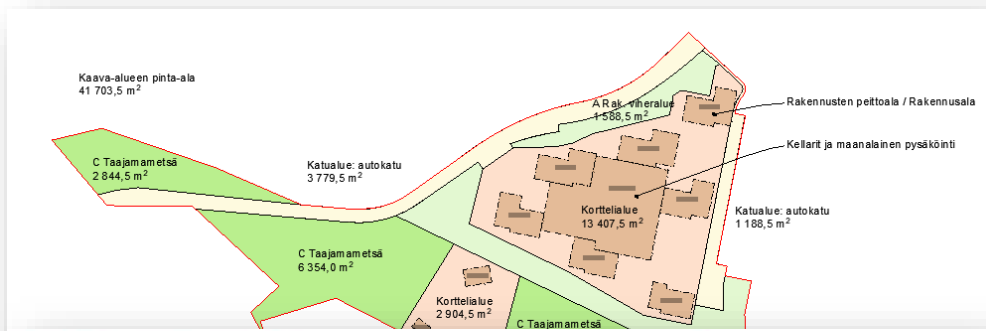 Kaava-alueen pinta-ala
41 703,5 m²
A Rak. viheralue
1 588,5 m²
Rakennusten peittoala / Rakennusala
Kellarit ja maanalainen pysäköinti
C Taajamametsä
2 844,5 m²
Katualue: autokatu
3 779,5 m²
Korttelialue
13 407,5 m²
Katualue: autokatu
1 188,5 m²
C Taajamametsä
6 354,0 m²
Korttelialue
2 904,5 m²
C Taajamametsä